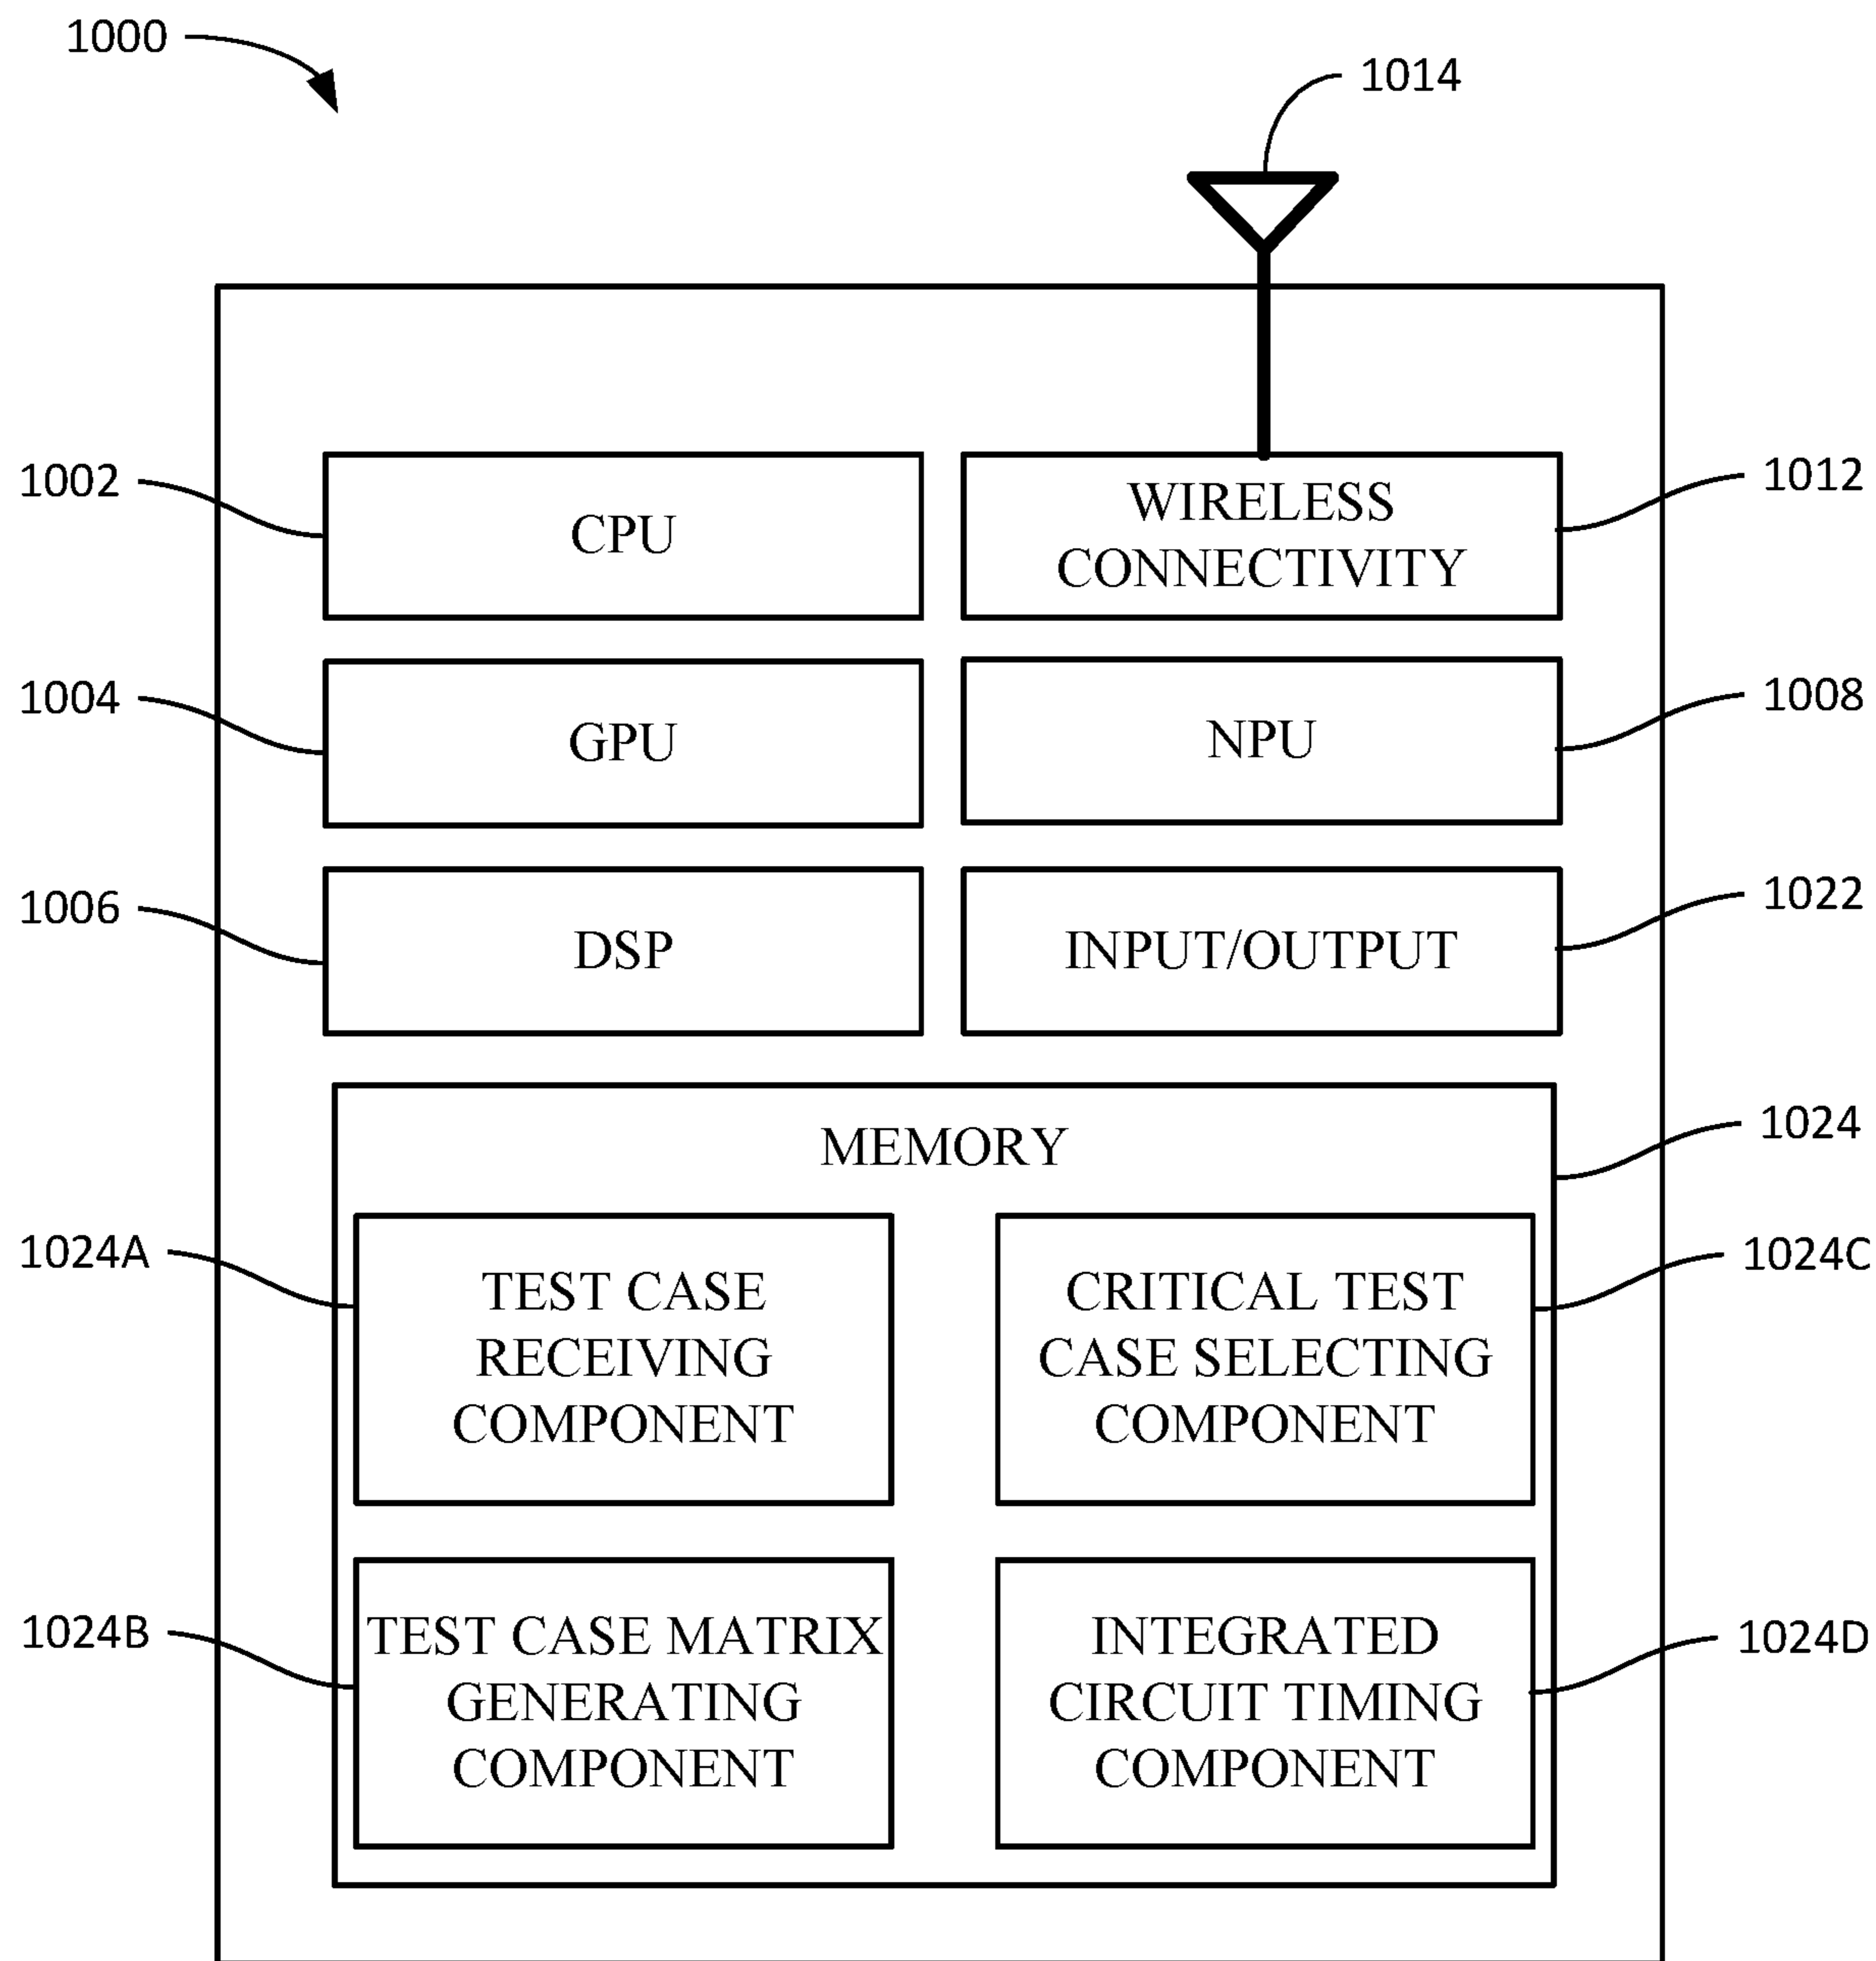 1000
1014
1002
CPU
WIRELESS
CONNECTIVITY
1012
1004
GPU
NPU
1008
1006
DSP
INPUT/OUTPUT
1022
MEMORY
1024
1024A
TEST CASE
RECEIVING
COMPONENT
CRITICAL TEST
CASE SELECTING
COMPONENT
1024C
1024B
TEST CASE MATRIX
GENERATING
COMPONENT
INTEGRATED
CIRCUIT TIMING
COMPONENT
1024D